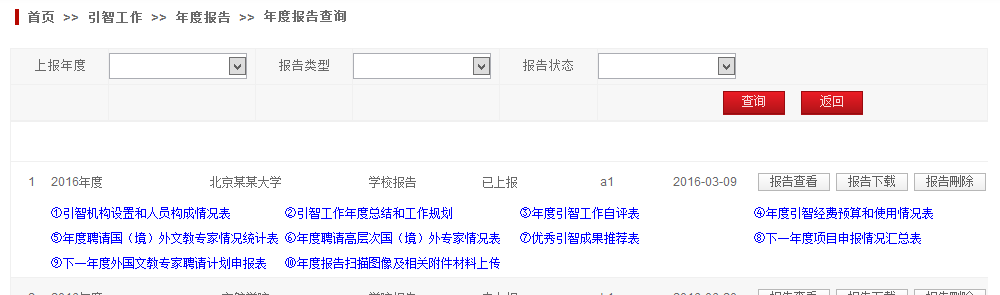 首页 >> 引智工作 >> 年度报告 >> 年度报告查询
上报年度 报告类型 报告状态
查询 返回
1 2016年度 北京某某大学 学校报告 已上报 a1 2016-03-09 报告查看 报告下载 报告刪除
①引智机构设置和人员构成情况表 ②引智工作年度总结和工作规划 ③年度引智工作自评表 ④年度引智经费预算和使用情况表
⑤年度聘请国（境）外文教专家情况统计表 ⑥年度聘请高层次国（境）外专家情况表 ⑦优秀引智成果推荐表 ⑧下一年度项目申报情况汇总表
⑨下一年度外国文教专家聘请计划申报表 ⑩年度报告扫描图像及相关附件材料上传